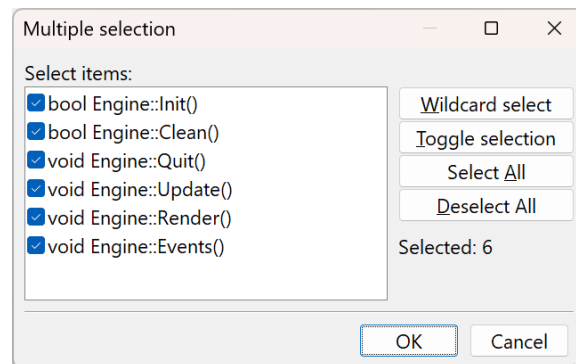 Multiple selection
Select items:
bool Engine::Init()
bool Engine::Clean()
void Engine::Quit()
void Engine::Update()
void Engine::Render()
void Engine::Events()
Wildcard select
Toggle selection
Select All
Deselect All
Selected: 6
OK
Cancel